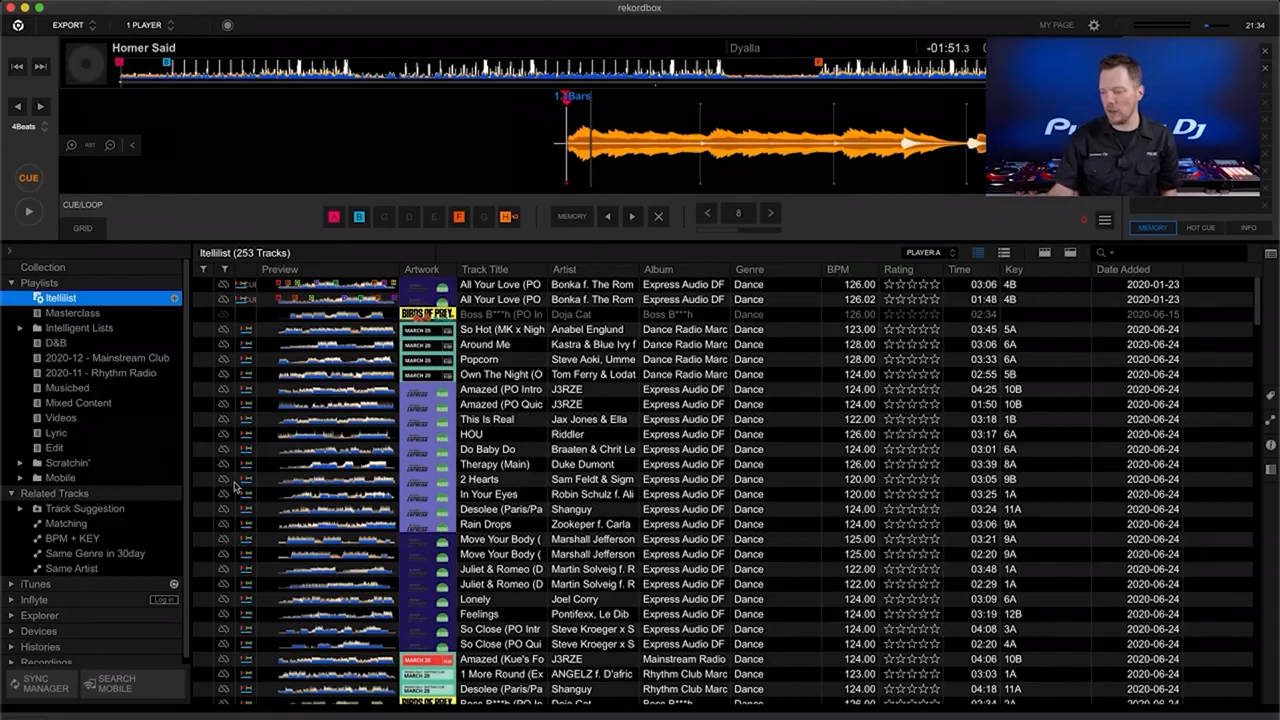 rekordbox
EXPORT 1 PLAYER MY PAGE 21:34
Homer Said Dyalla -01:51.3
A B F
1.1Bars
4Beats
RST
CUE
CUE/LOOP
GRID
A B C D E F G H MEMORY 8
MEMORY HOT CUE INFO
Itellilist (253 Tracks) PLAYER A
Collection
Playlists
Itellilist
Masterclass
Intelligent Lists
D&B
2020-12 - Mainstream Club
2020-11 - Rhythm Radio
Musicbed
Mixed Content
Videos
Lyric
Edit
Scratchin'
Mobile
Related Tracks
Track Suggestion
Matching
BPM + KEY
Same Genre in 30day
Same Artist
iTunes
Inflyte Log in
Explorer
Devices
Histories
Recordings
SYNC MANAGER SEARCH MOBILE
Preview Artwork Track Title Artist Album Genre BPM Rating Time Key Date Added
All Your Love (PO Bonka f. The Rom Express Audio DF Dance 126.00 03:06 4B 2020-01-23
All Your Love (PO Bonka f. The Rom Express Audio DF Dance 126.02 01:48 4B 2020-01-23
BIRDS OF PREY Boss B***h (PO In Doja Cat Express Audio DF Dance 126.00 02:34 2020-06-15
MARCH 20 So Hot (MK x Nigh Anabel Englund Dance Radio Marc Dance 123.00 03:45 5A 2020-06-24
MARCH 20 Around Me Kastra & Blue Ivy f Dance Radio Marc Dance 128.00 03:06 6A 2020-06-24
MARCH 20 Popcorn Steve Aoki, Umme Dance Radio Marc Dance 128.00 03:33 6A 2020-06-24
MARCH 20 Own The Night (O Tom Ferry & Lodat Dance Radio Marc Dance 124.00 02:55 5B 2020-06-24
Amazed (PO Intro J3RZE Express Audio DF Dance 124.00 04:25 10B 2020-06-24
Amazed (PO Quic J3RZE Express Audio DF Dance 124.00 01:50 10B 2020-06-24
This Is Real Jax Jones & Ella Express Audio DF Dance 122.00 03:18 1B 2020-06-24
HOU Riddler Express Audio DF Dance 126.00 03:17 6A 2020-06-24
Do Baby Do Braaten & Chri Le Express Audio DF Dance 124.00 03:01 6A 2020-06-24
Therapy (Main) Duke Dumont Express Audio DF Dance 126.00 03:39 8A 2020-06-24
2 Hearts Sam Feldt & Sigm Express Audio DF Dance 120.00 03:05 9B 2020-06-24
In Your Eyes Robin Schulz f. Ali Express Audio DF Dance 120.00 03:25 1A 2020-06-24
Desolee (Paris/Pa Shanguy Express Audio DF Dance 124.00 03:24 11A 2020-06-24
Rain Drops Zookeper f. Carla Express Audio DF Dance 124.00 03:06 9A 2020-06-24
Move Your Body ( Marshall Jefferson Express Audio DF Dance 125.00 03:21 9A 2020-06-24
Move Your Body ( Marshall Jefferson Express Audio DF Dance 125.00 02:20 9A 2020-06-24
Juliet & Romeo (D Martin Solveig f. R Express Audio DF Dance 122.00 03:48 1A 2020-06-24
Juliet & Romeo (D Martin Solveig f. R Express Audio DF Dance 122.00 02:29 1A 2020-06-24
Lonely Joel Corry Express Audio DF Dance 124.00 03:09 6A 2020-06-24
Feelings Pontifexx, Le Dib Express Audio DF Dance 124.00 03:19 12B 2020-06-24
So Close (PO Intr Steve Kroeger x S Express Audio DF Dance 124.00 04:08 3A 2020-06-24
So Close (PO Quic Steve Kroeger x S Express Audio DF Dance 124.00 02:20 4A 2020-06-24
MARCH 20 Amazed (Kue's Fo J3RZE Mainstream Radio Dance 124.00 04:06 10B 2020-06-24
MARCH 20 1 More Round (Ex ANGELZ f. D'afric Rhythm Club Marc Dance 123.00 03:03 1A 2020-06-24
MARCH 20 Desolee (Paris/Pa Shanguy Rhythm Club Marc Dance 124.00 04:18 11A 2020-06-24